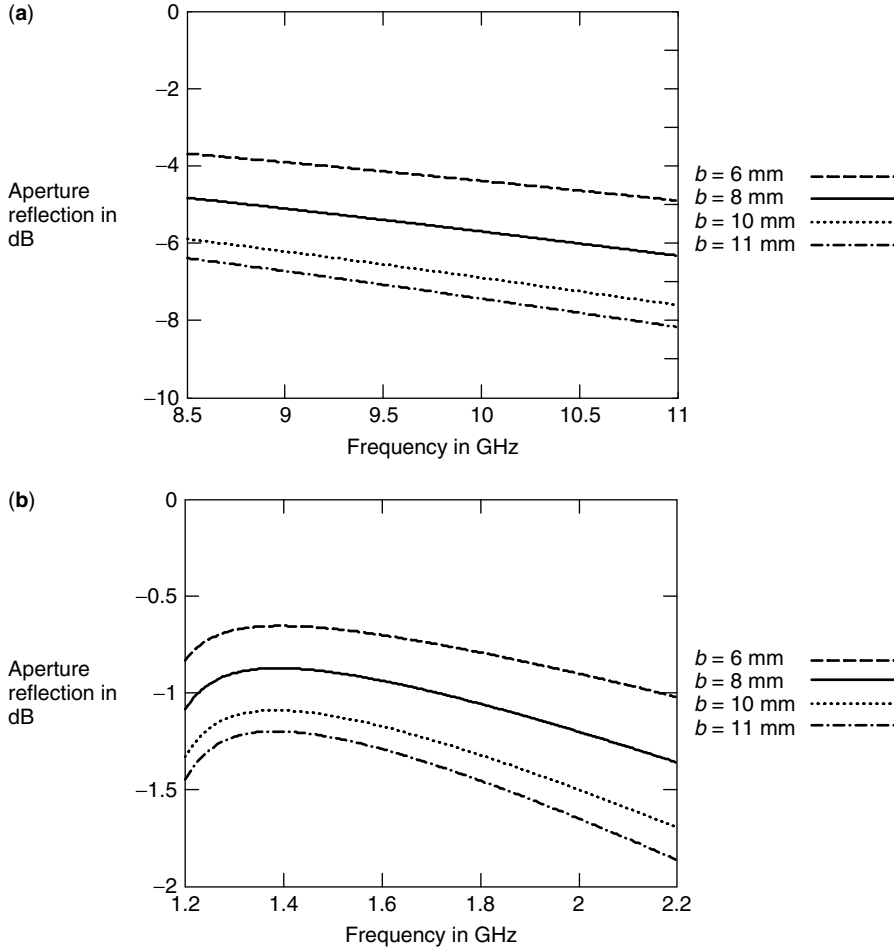 (a)
0
−2
−4
−6
−8
−10
Aperture
reflection in
dB
8.5 9 9.5 10 10.5 11
Frequency in GHz
b = 6 mm
b = 8 mm
b = 10 mm
b = 11 mm
(b)
0
−0.5
−1
−1.5
−2
Aperture
reflection in
dB
1.2 1.4 1.6 1.8 2 2.2
Frequency in GHz
b = 6 mm
b = 8 mm
b = 10 mm
b = 11 mm